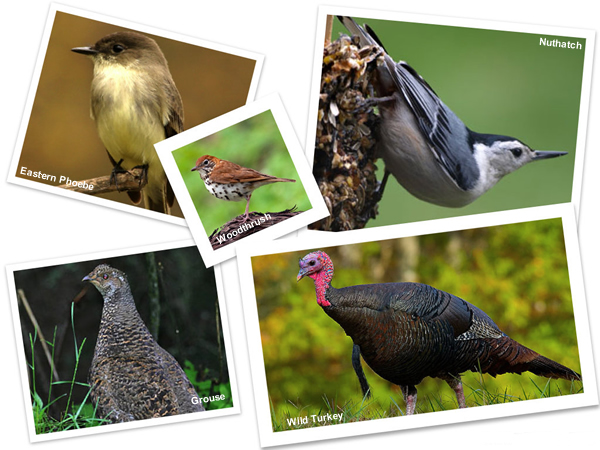 Nuthatch
Eastern Phoebe
Woodthrush
Grouse
Wild Turkey